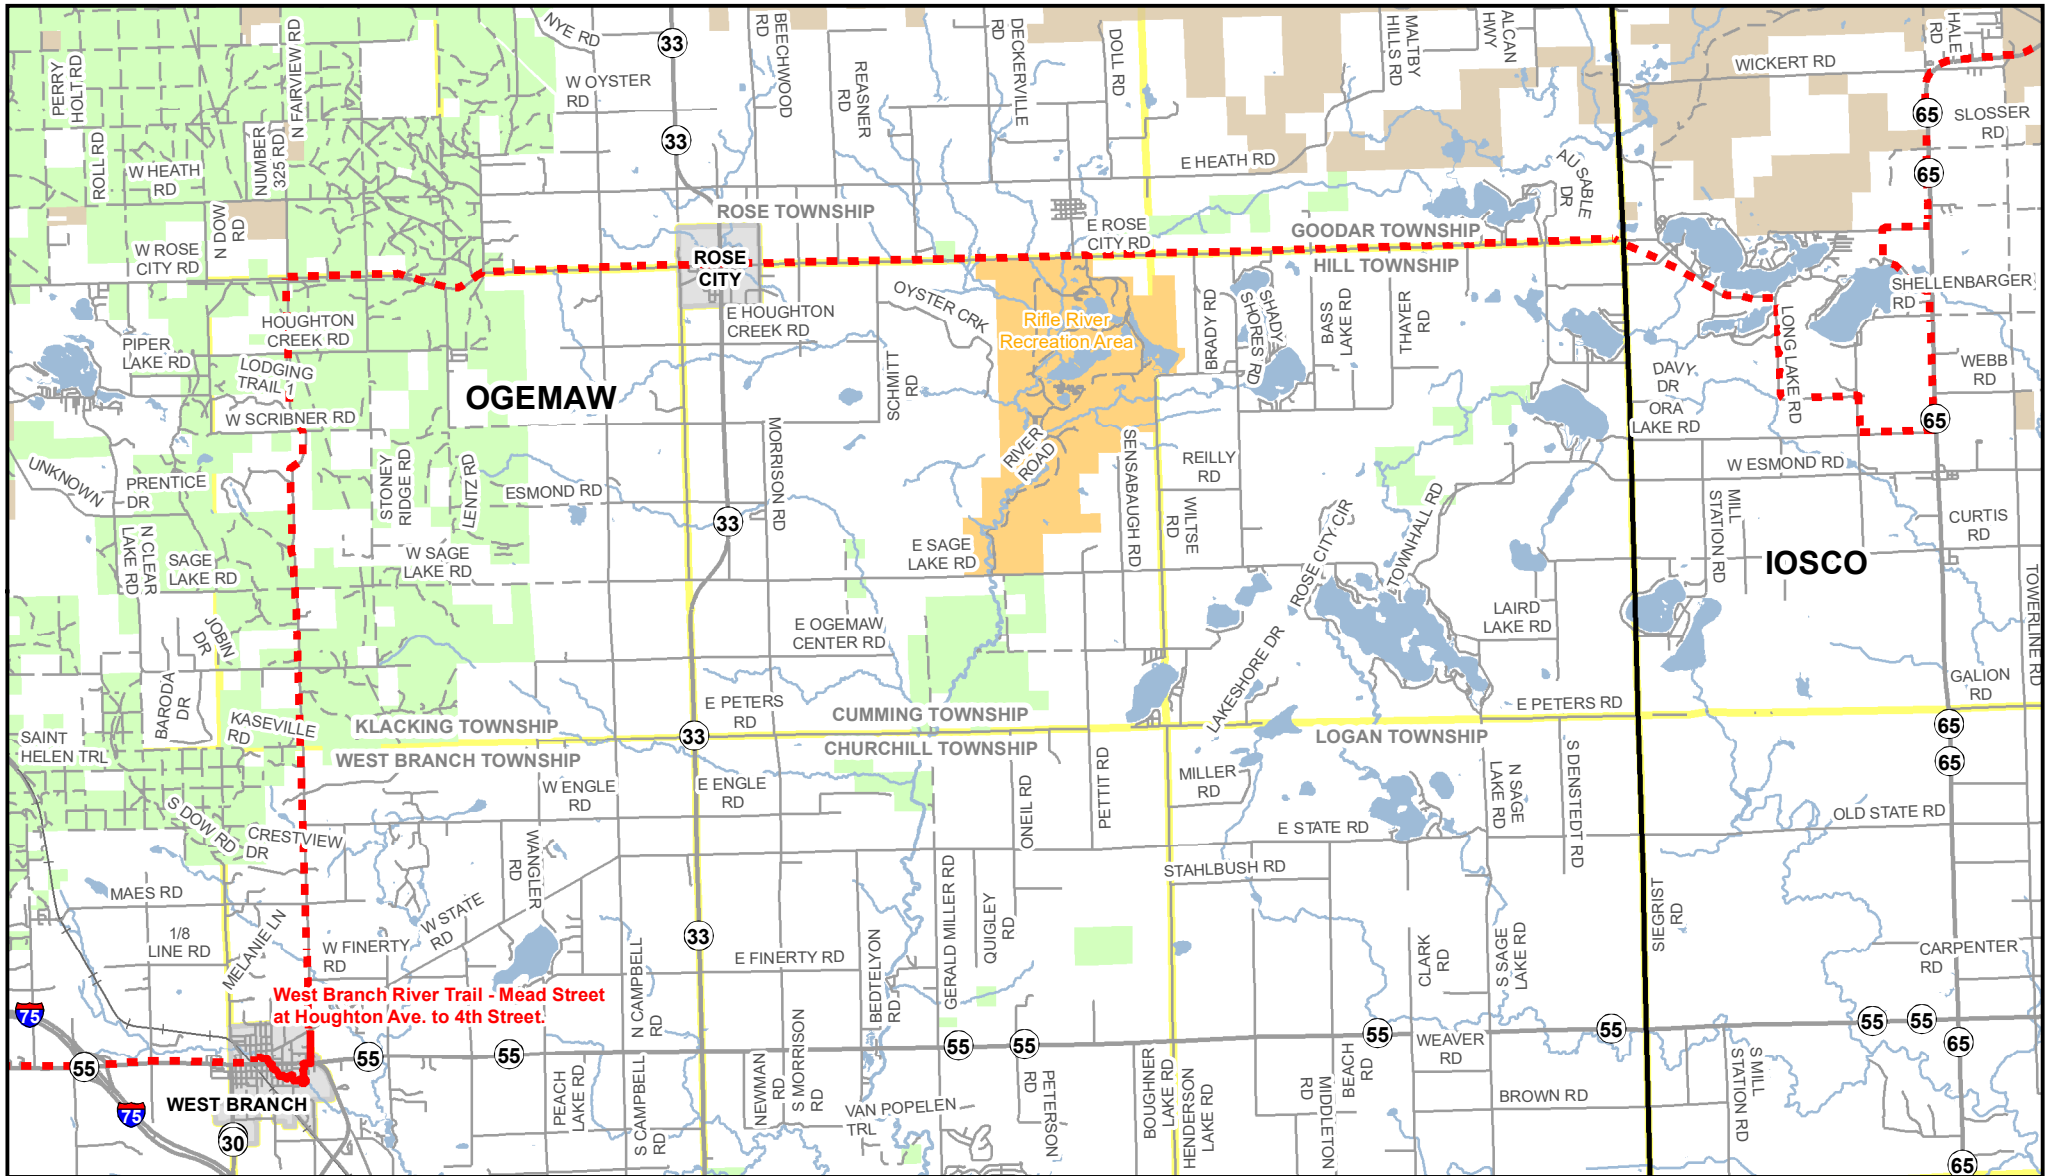 NYE RD
33
BEECHWOOD
RD
DECKERVILLE
RD
DOLL RD
MALTBY
HILLS RD
ALCAN
HWY
HALE
RD
WICKERT RD
PERRY
HOLT RD
N FAIRVIEW RD
W OYSTER
RD
REASNER
RD
65
SLOSSER
RD
33
ROLL RD
W HEATH
RD
NUMBER
325 RD
E HEATH RD
AU SABLE
DR
65
N DOW
RD
ROSE TOWNSHIP
E ROSE
CITY RD
GOODAR TOWNSHIP
W ROSE
CITY RD
ROSE
CITY
HILL TOWNSHIP
SHELLENBARGER
RD
OYSTER CRK
Rifle River
Recreation Area
BRADY RD
SHADY
SHORES RD
BASS
LAKE RD
THAYER
RD
LONG LAKE RD
HOUGHTON
CREEK RD
E HOUGHTON
CREEK RD
PIPER
LAKE RD
LODGING
TRAIL 1
SCHMITT
RD
DAVY
DR
WEBB
RD
OGEMAW
W SCRIBNER RD
ORA
LAKE RD
65
MORRISON RD
RIVER
ROAD
SENSABAUGH RD
REILLY
RD
W ESMOND RD
UNKNOWN
PRENTICE
DR
STONEY
RIDGE RD
LENTZ RD
ESMOND RD
33
WILTSE
RD
ROSE CITY CIR
TOWNHALL RD
MILL
STATION RD
CURTIS
RD
N CLEAR
LAKE RD
SAGE
LAKE RD
W SAGE
LAKE RD
E SAGE
LAKE RD
IOSCO
TOWERLINE RD
JOBIN
DR
E OGEMAW
CENTER RD
LAIRD
LAKE RD
LAKESHORE DR
BARODA
DR
KASEVILLE
RD
KLACKING TOWNSHIP
E PETERS
RD
CUMMING TOWNSHIP
E PETERS RD
GALION
RD
65
SAINT
HELEN TRL
WEST BRANCH TOWNSHIP
33
CHURCHILL TOWNSHIP
LOGAN TOWNSHIP
65
W ENGLE
RD
E ENGLE
RD
ONEIL RD
PETTIT RD
MILLER
RD
N SAGE
LAKE RD
S DENSTEDT RD
S DOW RD
CRESTVIEW
DR
E STATE RD
OLD STATE RD
WANGLER
RD
STAHLBUSH RD
MAES RD
GERALD MILLER RD
QUIGLEY
RD
SIEGRIST
RD
1/8
LINE RD
MELANIE LN
W FINERTY
RD
W STATE
RD
33
N CAMPBELL
RD
E FINERTY RD
BEDTELYON
RD
CLARK
RD
S SAGE
LAKE RD
CARPENTER
RD
West Branch River Trail - Mead Street
at Houghton Ave. to 4th Street.
75
55
55
55
55
55
55
55
55
55
65
WEAVER
RD
75
WEST BRANCH
30
PEACH
LAKE RD
S CAMPBELL
RD
NEWMAN
RD
S MORRISON
RD
VAN POPELEN
TRL
PETERSON
RD
BOUGHNER
LAKE RD
HENDERSON
LAKE RD
MIDDLETON
RD
BEACH
RD
BROWN RD
S MILL
STATION RD
65